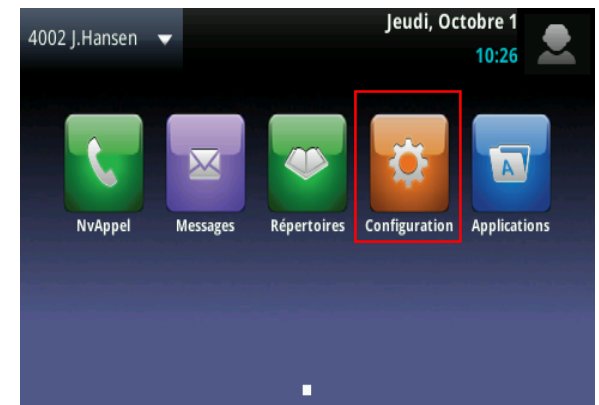 4002 J.Hansen
Jeudi, Octobre 1
10:26
A
NvAppel Messages Répertoires Configuration Applications